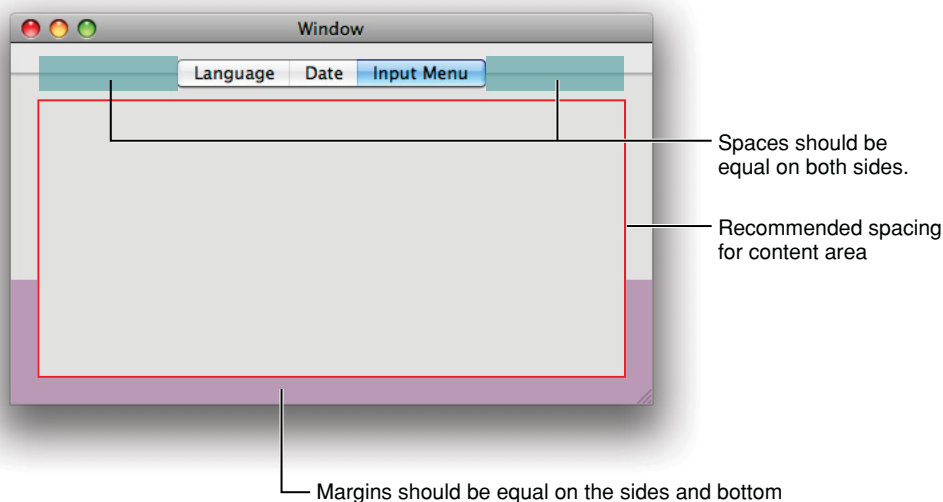 Window
Language Date Input Menu
Spaces should be
equal on both sides.
Recommended spacing
for content area
Margins should be equal on the sides and bottom